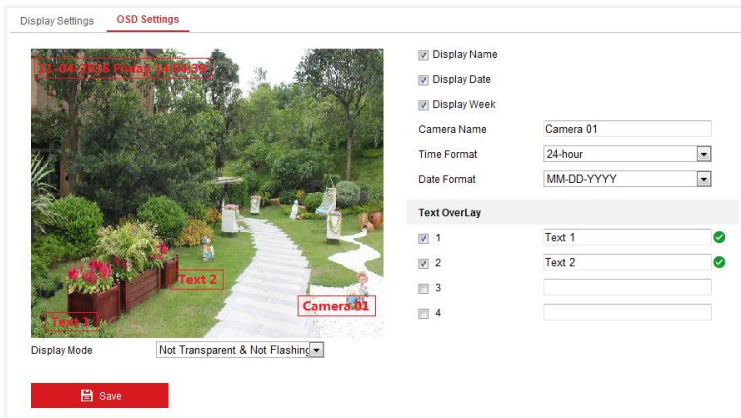 Display Settings
OSD Settings
11-04-2016 Friday 14:04:39
Text 2
Camera 01
Text 1
Display Mode
Not Transparent & Not Flashing
Save
Display Name
Display Date
Display Week
Camera Name
Camera 01
Time Format
24-hour
Date Format
MM-DD-YYYY
Text OverLay
1
Text 1
2
Text 2
3
4